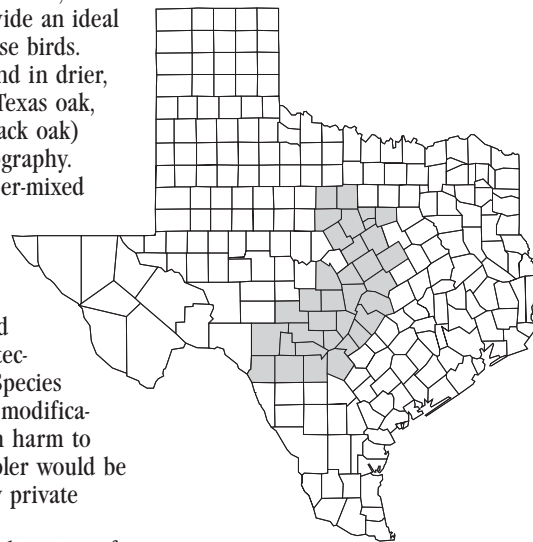 vide an ideal
se birds.
nd in drier,
Texas oak,
ack oak)
graphy.
er-mixed
d
tec-
Species
modifica-
n harm to
oler would be
y private